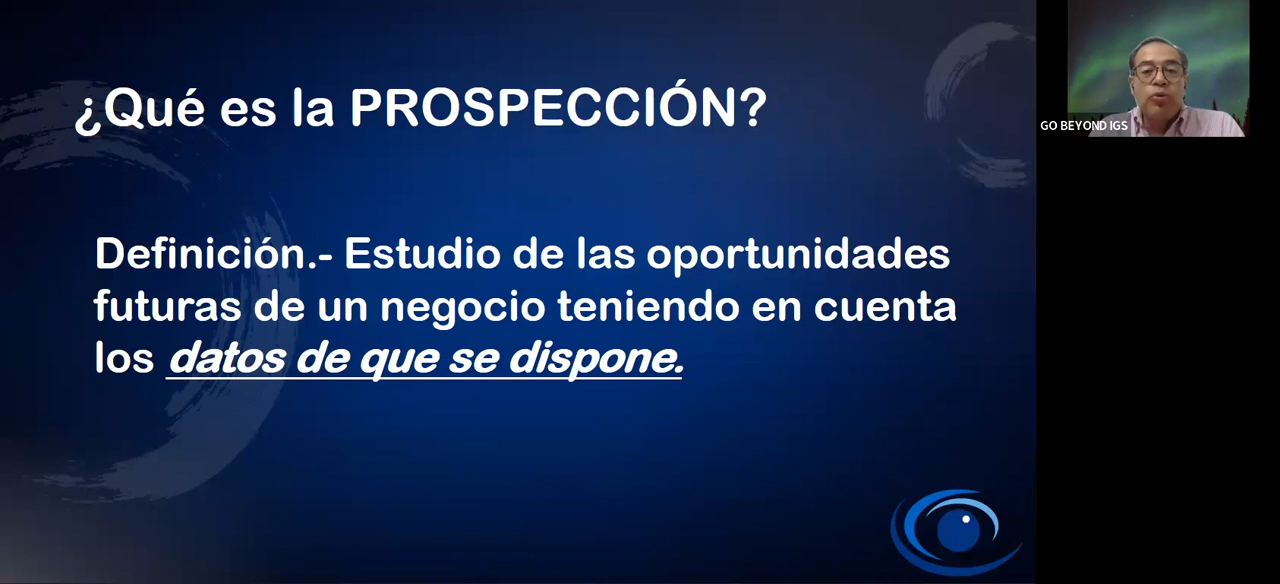 ¿Qué es la PROSPECCIÓN?
Definición.- Estudio de las oportunidades
futuras de un negocio teniendo en cuenta
los datos de que se dispone.
GO BEYOND IGS